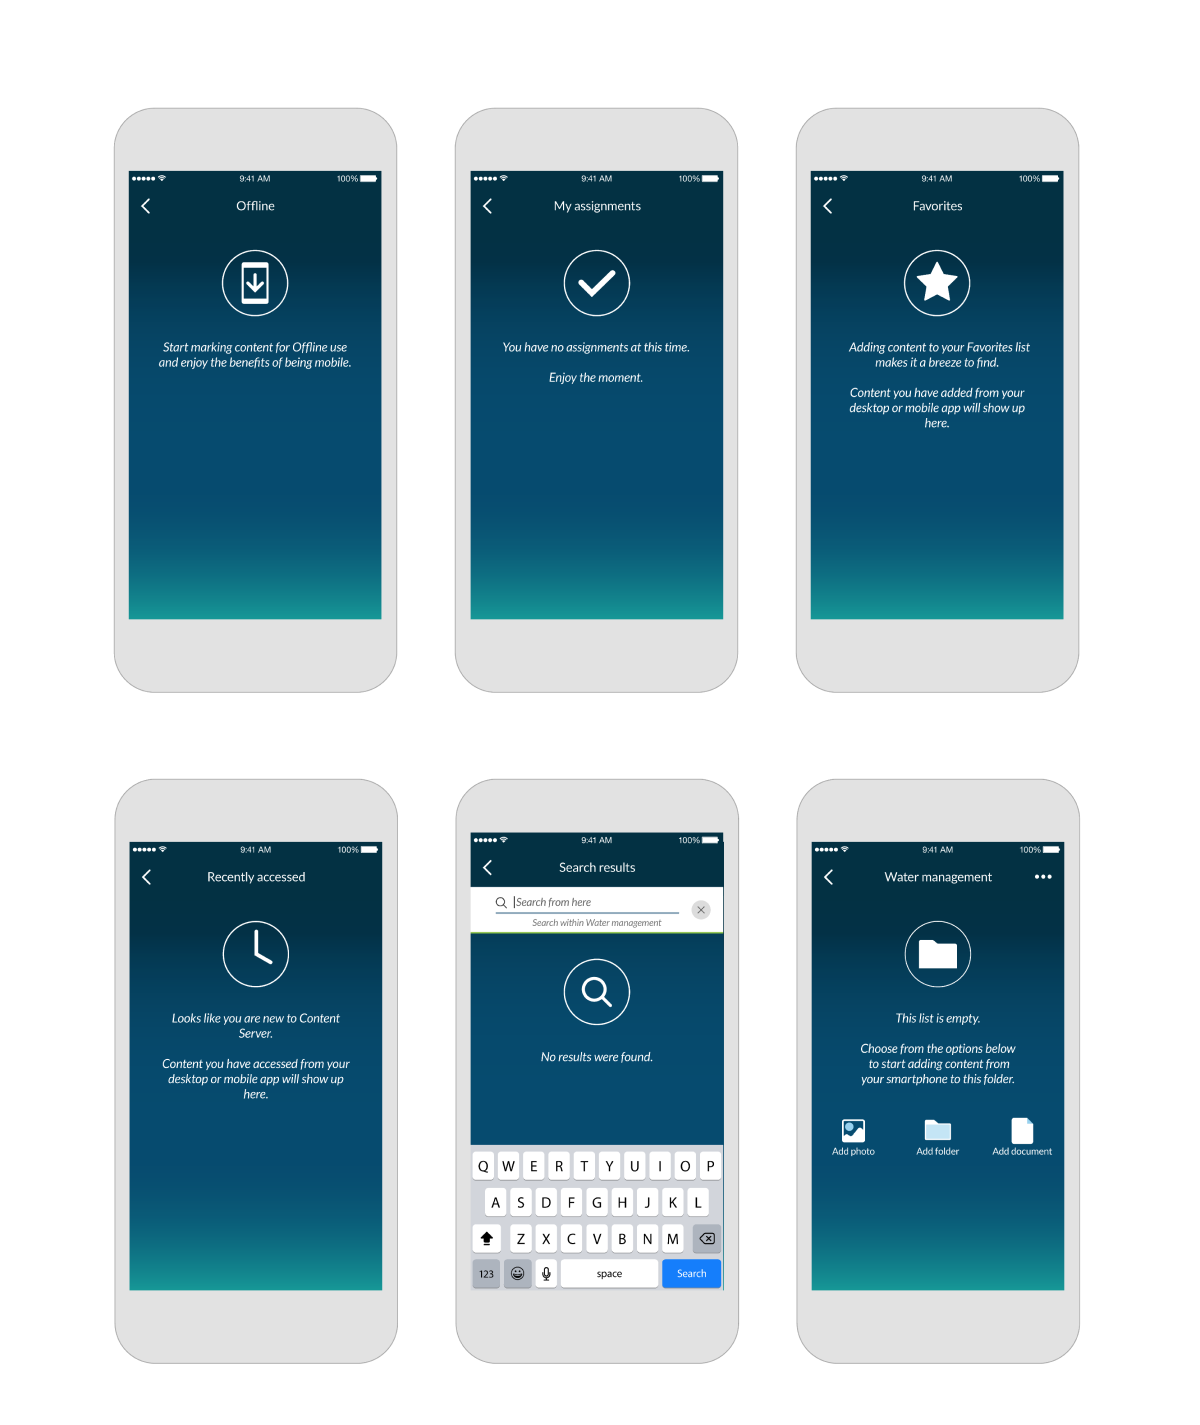 9:41 AM 100%
Offline
Start marking content for Offline use
and enjoy the benefits of being mobile.
9:41 AM 100%
My assignments
You have no assignments at this time.
Enjoy the moment.
9:41 AM 100%
Favorites
Adding content to your Favorites list
makes it a breeze to find.
Content you have added from your
desktop or mobile app will show up
here.
9:41 AM 100%
Recently accessed
Looks like you are new to Content
Server.
Content you have accessed from your
desktop or mobile app will show up
here.
9:41 AM 100%
Search results
Search from here
Search within Water management
No results were found.
Q W E R T Y U I O P
A S D F G H J K L
Z X C V B N M
123 space Search
9:41 AM 100%
Water management
This list is empty.
Choose from the options below
to start adding content from
your smartphone to this folder.
Add photo Add folder Add document